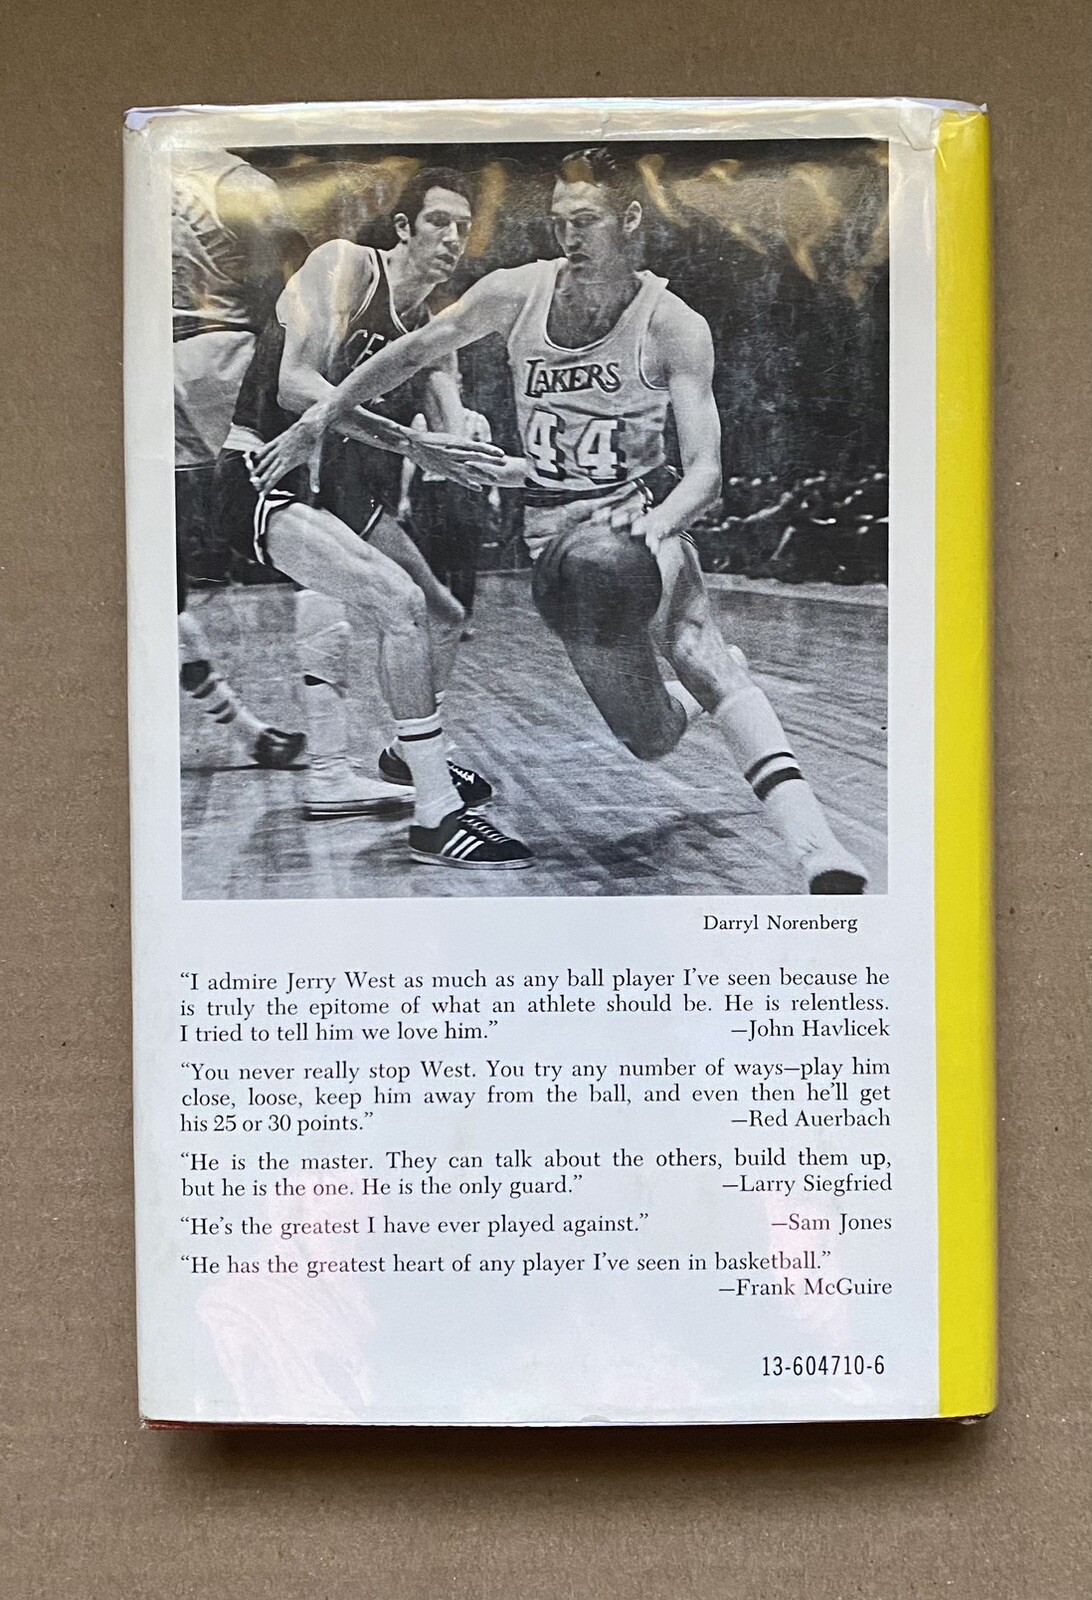 CE
LAKERS
44
Darryl Norenberg
“I admire Jerry West as much as any ball player I’ve seen because he
is truly the epitome of what an athlete should be. He is relentless.
I tried to tell him we love him.” —John Havlicek
“You never really stop West. You try any number of ways—play him
close, loose, keep him away from the ball, and even then he’ll get
his 25 or 30 points.” —Red Auerbach
“He is the master. They can talk about the others, build them up,
but he is the one. He is the only guard.” —Larry Siegfried
“He’s the greatest I have ever played against.” —Sam Jones
“He has the greatest heart of any player I’ve seen in basketball.”
—Frank McGuire
13-604710-6